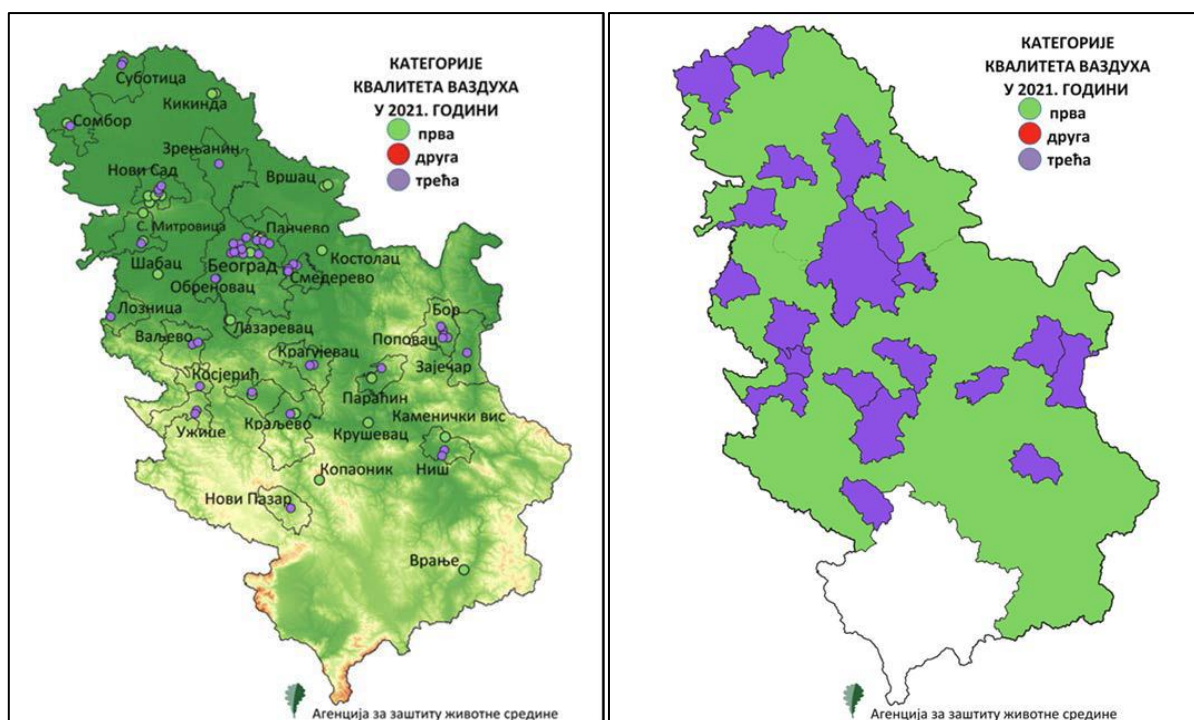 КАТЕГОРИЈЕ
КВАЛИТЕТА ВАЗДУХА
У 2021. ГОДИНИ
прва
друга
трећа
Суботица
Кикинда
Сомбор
Зрењанин
Нови Сад
Вршац
С. Митровица
Панчево
Костолац
Шабац
Београд
Смедерево
Обреновац
Лозница
Лазаревац
Бор
Ваљево
Поповац
Крагујевац
Зајечар
Косјерић
Параћин
Каменички вис
Ужице
Краљево
Крушевац
Ниш
Копаоник
Нови Пазар
Врање
Агенција за заштиту животне средине
КАТЕГОРИЈЕ
КВАЛИТЕТА ВАЗДУХА
У 2021. ГОДИНИ
прва
друга
трећа
Агенција за заштиту животне средине